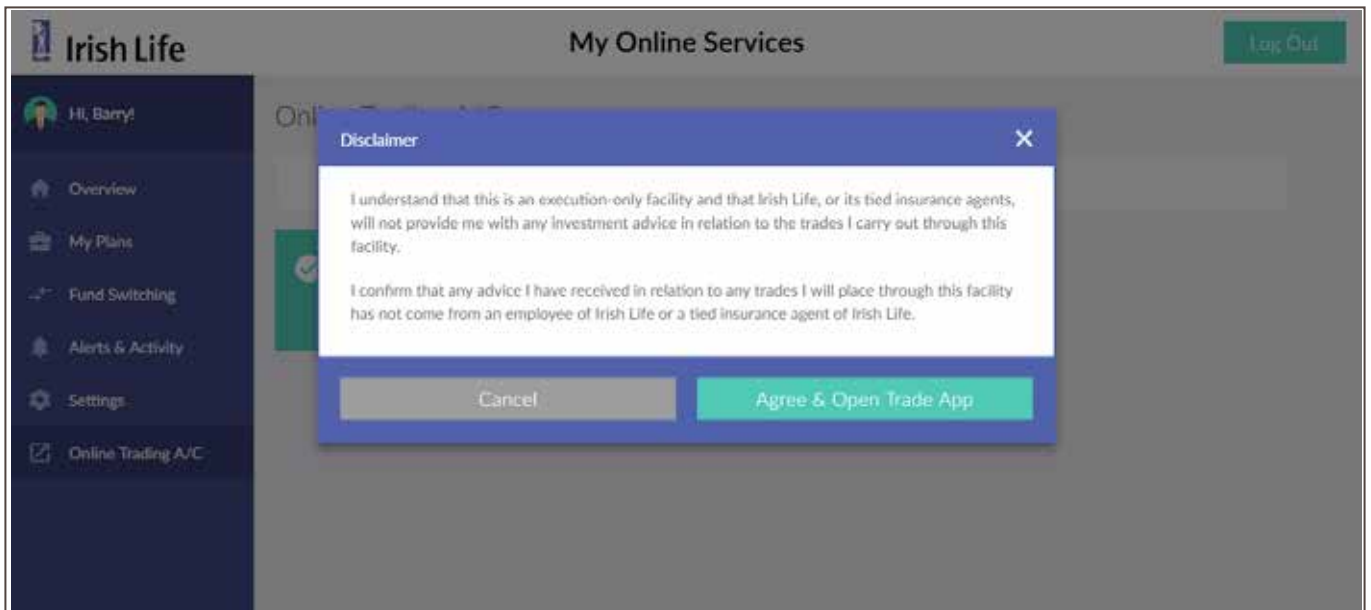 Irish Life
My Online Services
Log Out
Hi, Barry!
Onl
Disclaimer
Overview
My Plans
Fund Switching
Alerts & Activity
Settings
Online Trading A/C
I understand that this is an execution-only facility and that Irish Life, or its tied insurance agents,
will not provide me with any investment advice in relation to the trades I carry out through this
facility.
I confirm that any advice I have received in relation to any trades I will place through this facility
has not come from an employee of Irish Life or a tied insurance agent of Irish Life.
Cancel
Agree & Open Trade App